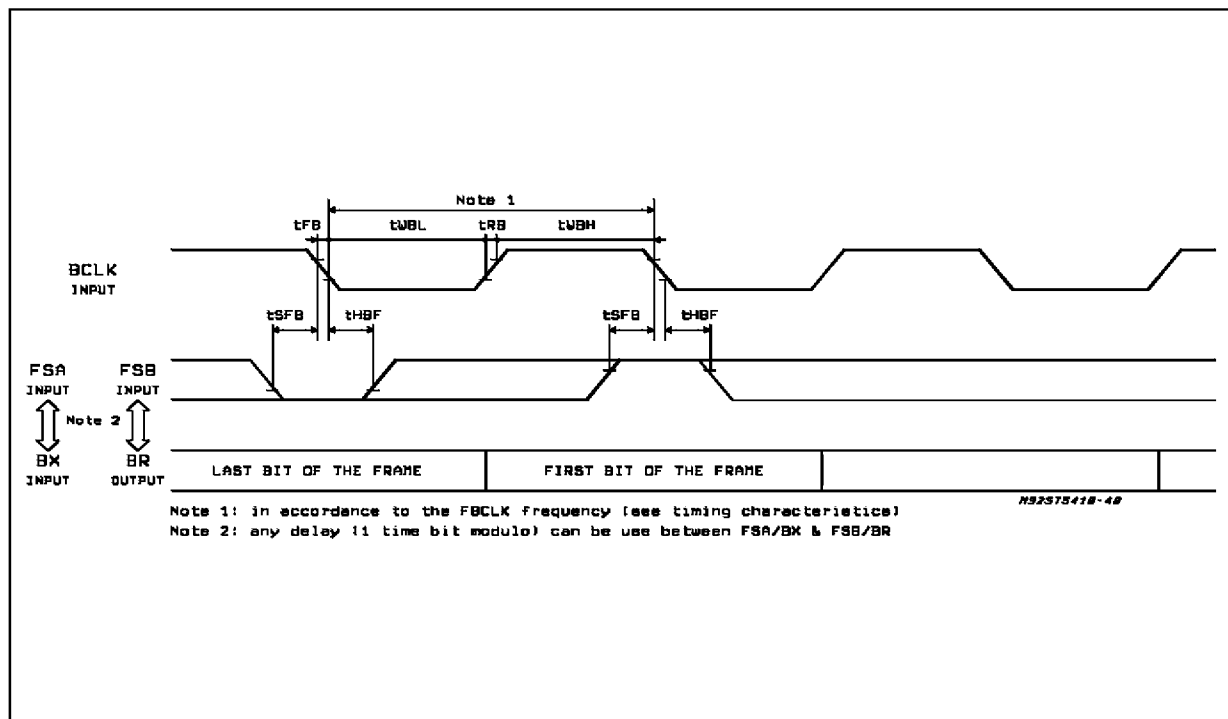 Note 1
tFB tWBL tRB tWBH
BCLK
INPUT
tSFB tHBF tSFB tHBF
FSA FSB
INPUT INPUT
Note 2
BX BR
INPUT OUTPUT
LAST BIT OF THE FRAME FIRST BIT OF THE FRAME
M92ST5410-40
Note 1: in accordance to the FBCLK frequency (see timing characteristics)
Note 2: any delay (1 time bit modulo) can be use between FSA/BX & FSB/BR